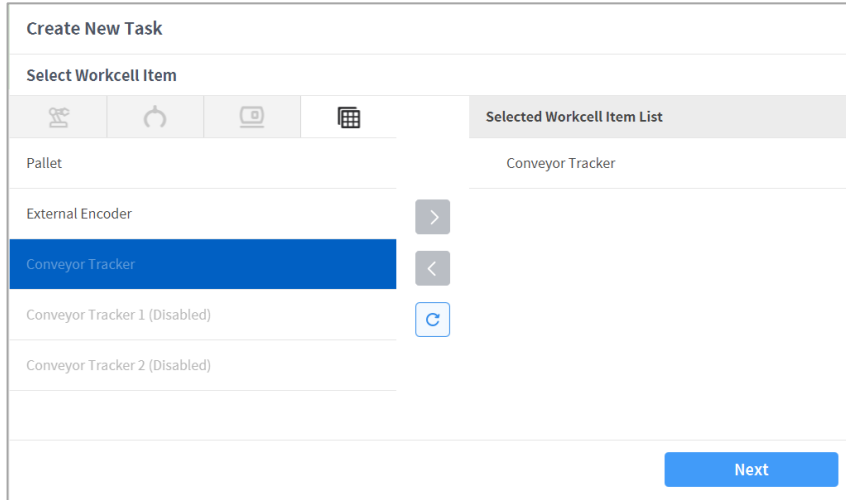 Create New Task
Select Workcell Item
Selected Workcell Item List
Pallet
Conveyor Tracker
External Encoder
Conveyor Tracker
Conveyor Tracker 1 (Disabled)
Conveyor Tracker 2 (Disabled)
Next